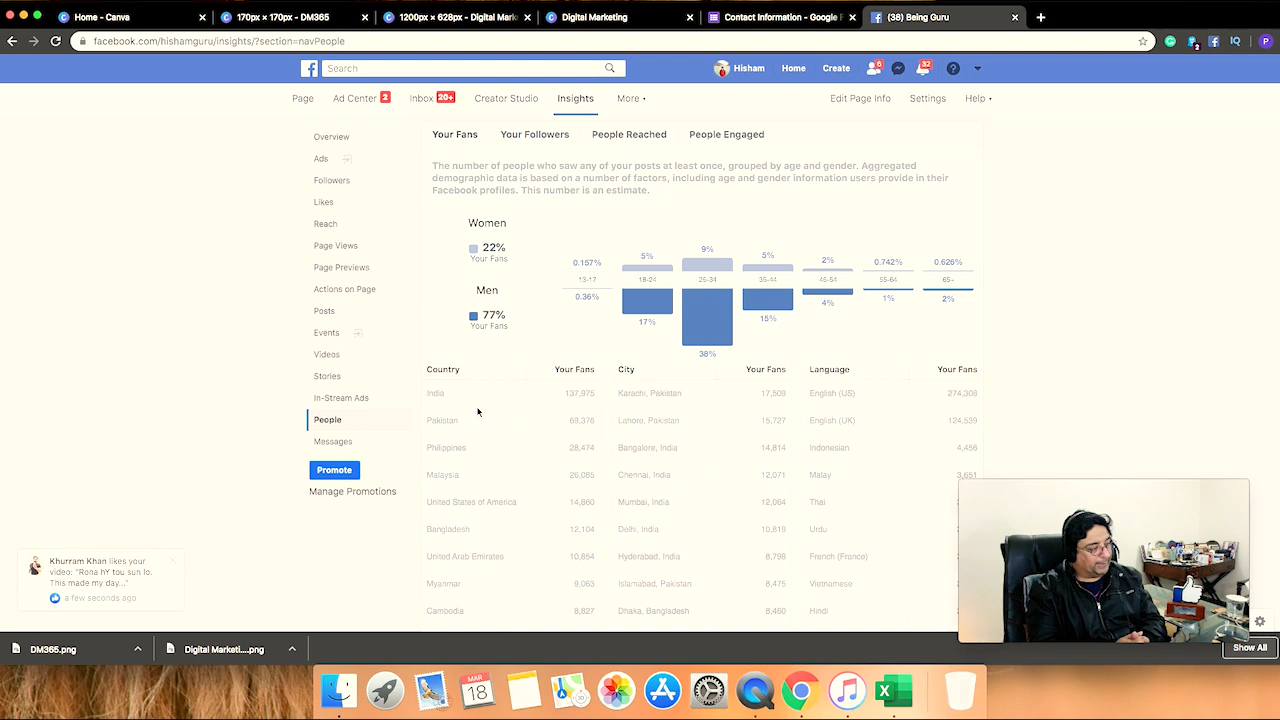 Home - Canva
170px × 170px - DM365
1200px × 628px - Digital Mark
Digital Marketing
Contact Information - Google F
(38) Being Guru
facebook.com/hishamguru/insights/?section=navPeople
Search
Hisham
Home
Create
6
32
Page
Ad Center 2
Inbox 20+
Creator Studio
Insights
More
Edit Page Info
Settings
Help
Overview
Ads
Followers
Likes
Reach
Page Views
Page Previews
Actions on Page
Posts
Events
Videos
Stories
In-Stream Ads
People
Messages
Promote
Manage Promotions
Your Fans
Your Followers
People Reached
People Engaged
The number of people who saw any of your posts at least once, grouped by age and gender. Aggregated
demographic data is based on a number of factors, including age and gender information users provide in their
Facebook profiles. This number is an estimate.
Women
22%
Your Fans
Men
77%
Your Fans
0.157% 5% 9% 5% 2% 0.742% 0.626%
13-17 18-24 25-34 35-44 45-54 55-64 65+
0.36% 17% 38% 15% 4% 1% 2%
Country Your Fans City Your Fans Language Your Fans
India 137,975 Karachi, Pakistan 17,509 English (US) 274,308
Pakistan 69,376 Lahore, Pakistan 15,727 English (UK) 124,539
Philippines 28,474 Bangalore, India 14,814 Indonesian 4,456
Malaysia 26,085 Chennai, India 12,071 Malay 3,651
United States of America 14,860 Mumbai, India 12,064 Thai
Bangladesh 12,104 Delhi, India 10,819 Urdu
United Arab Emirates 10,854 Hyderabad, India 8,798 French (France)
Myanmar 9,063 Islamabad, Pakistan 8,475 Vietnamese
Cambodia 8,827 Dhaka, Bangladesh 8,460 Hindi
Khurram Khan likes your
video: "Rona hY tou sun lo.
This made my day..."
a few seconds ago
DM365.png
Digital Marketi....png
Show All
MAR
18